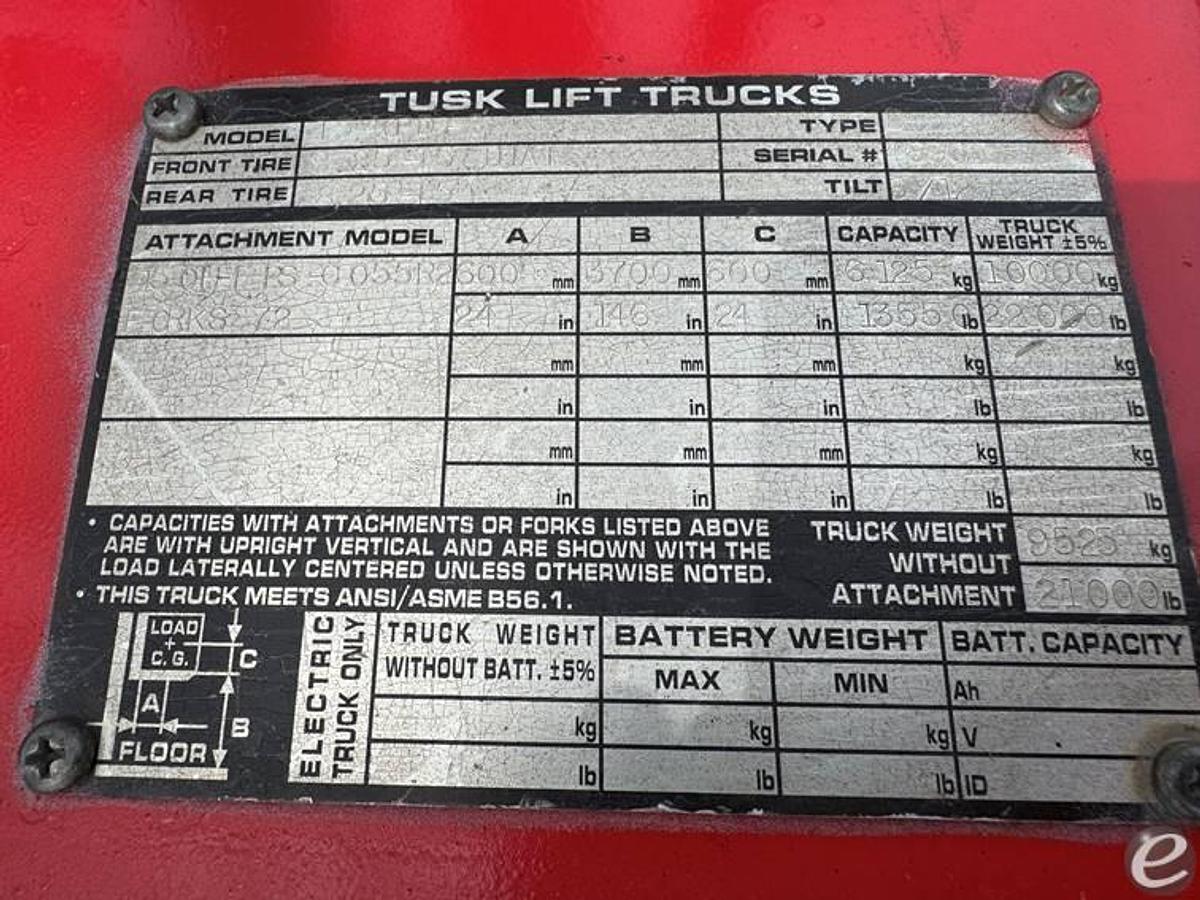 TUSK LIFT TRUCKS
MODEL TYPE
FRONT TIRE SERIAL #
REAR TIRE TILT
ATTACHMENT MODEL A B C CAPACITY TRUCK WEIGHT ±5%
600 mm 3700 mm 600 mm 6125 kg 10000 kg
FORKS 72 24 in 146 in 24 in 13550 lb 22000 lb
mm mm mm kg kg
in in in lb lb
mm mm mm kg kg
in in in lb lb
• CAPACITIES WITH ATTACHMENTS OR FORKS LISTED ABOVE
ARE WITH UPRIGHT VERTICAL AND ARE SHOWN WITH THE
LOAD LATERALLY CENTERED UNLESS OTHERWISE NOTED.
• THIS TRUCK MEETS ANSI/ASME B56.1.
TRUCK WEIGHT
WITHOUT
ATTACHMENT
9525 kg
21000 lb
LOAD
+
C.G.
C
A
B
FLOOR
ELECTRIC
TRUCK ONLY
TRUCK WEIGHT
WITHOUT BATT. ±5%
kg
lb
BATTERY WEIGHT
MAX MIN
kg kg
lb lb
BATT. CAPACITY
Ah
V
ID
e